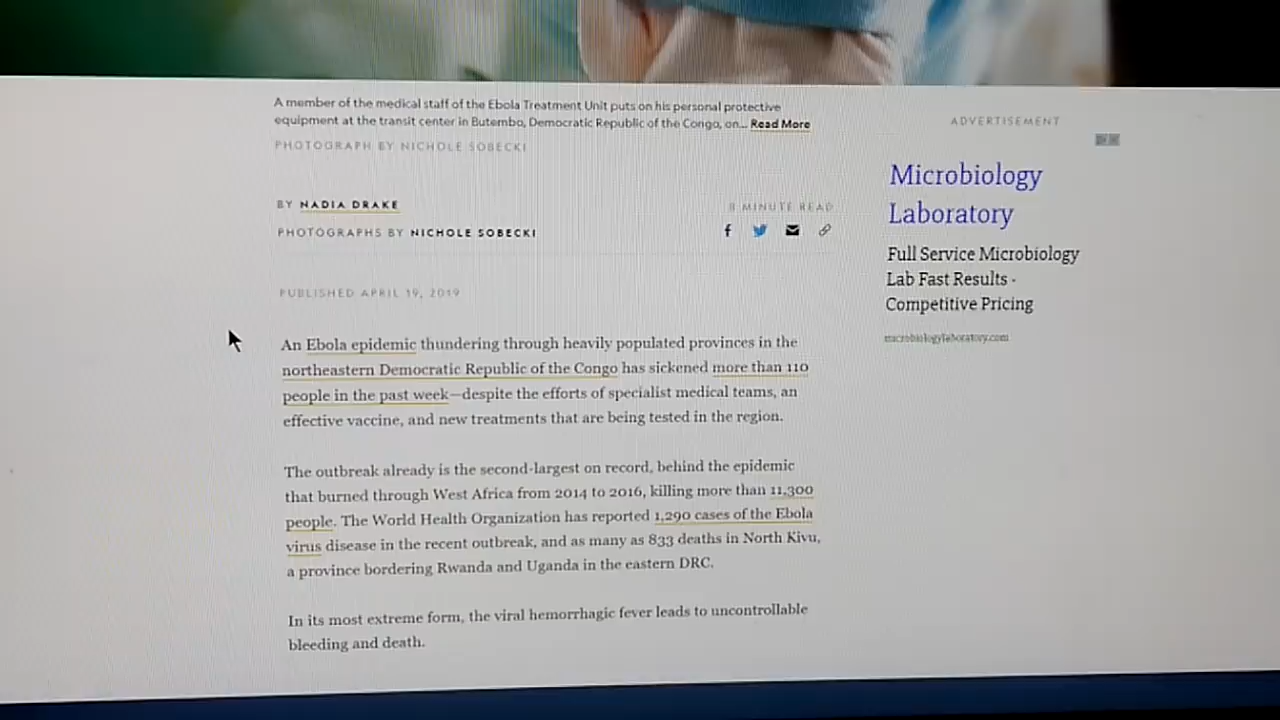 A member of the medical staff of the Ebola Treatment Unit puts on his personal protective
equipment at the transit center in Butembo, Democratic Republic of the Congo, on... Read More
PHOTOGRAPH BY NICHOLE SOBECKI
BY NADIA DRAKE
PHOTOGRAPHS BY NICHOLE SOBECKI
8 MINUTE READ
PUBLISHED APRIL 19, 2019
An Ebola epidemic thundering through heavily populated provinces in the
northeastern Democratic Republic of the Congo has sickened more than 110
people in the past week—despite the efforts of specialist medical teams, an
effective vaccine, and new treatments that are being tested in the region.
The outbreak already is the second-largest on record, behind the epidemic
that burned through West Africa from 2014 to 2016, killing more than 11,300
people. The World Health Organization has reported 1,290 cases of the Ebola
virus disease in the recent outbreak, and as many as 833 deaths in North Kivu,
a province bordering Rwanda and Uganda in the eastern DRC.
In its most extreme form, the viral hemorrhagic fever leads to uncontrollable
bleeding and death.
ADVERTISEMENT
Microbiology
Laboratory
Full Service Microbiology
Lab Fast Results -
Competitive Pricing
microbiologylaboratory.com